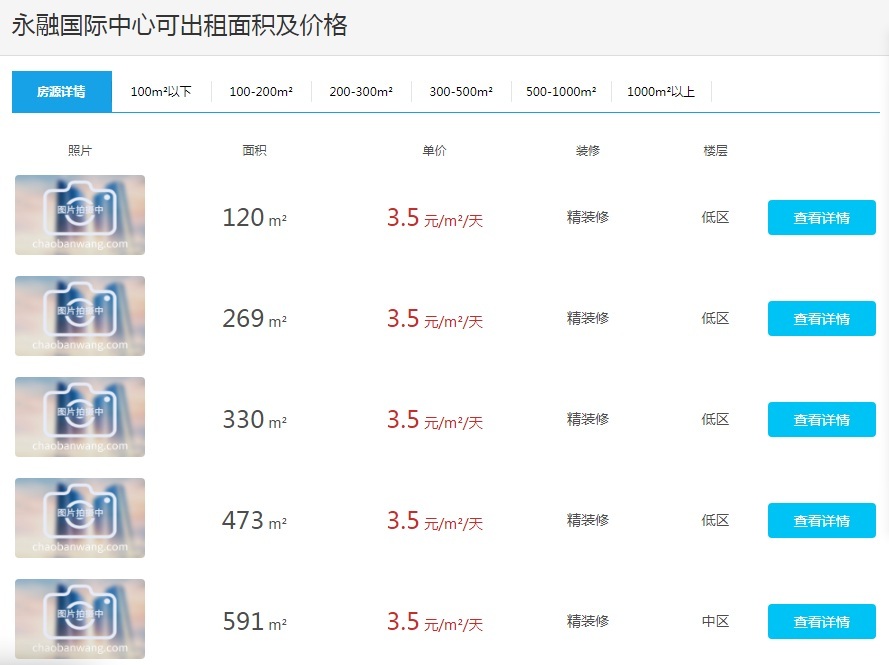 永融国际中心可出租面积及价格
房源详情 100m²以下 100-200m² 200-300m² 300-500m² 500-1000m² 1000m²以上
照片 面积 单价 装修 楼层
图片拍摄中
chaobanwang.com
120 m² 3.5 元/m²/天 精装修 低区 查看详情
图片拍摄中
chaobanwang.com
269 m² 3.5 元/m²/天 精装修 低区 查看详情
图片拍摄中
chaobanwang.com
330 m² 3.5 元/m²/天 精装修 低区 查看详情
图片拍摄中
chaobanwang.com
473 m² 3.5 元/m²/天 精装修 低区 查看详情
图片拍摄中
chaobanwang.com
591 m² 3.5 元/m²/天 精装修 中区 查看详情